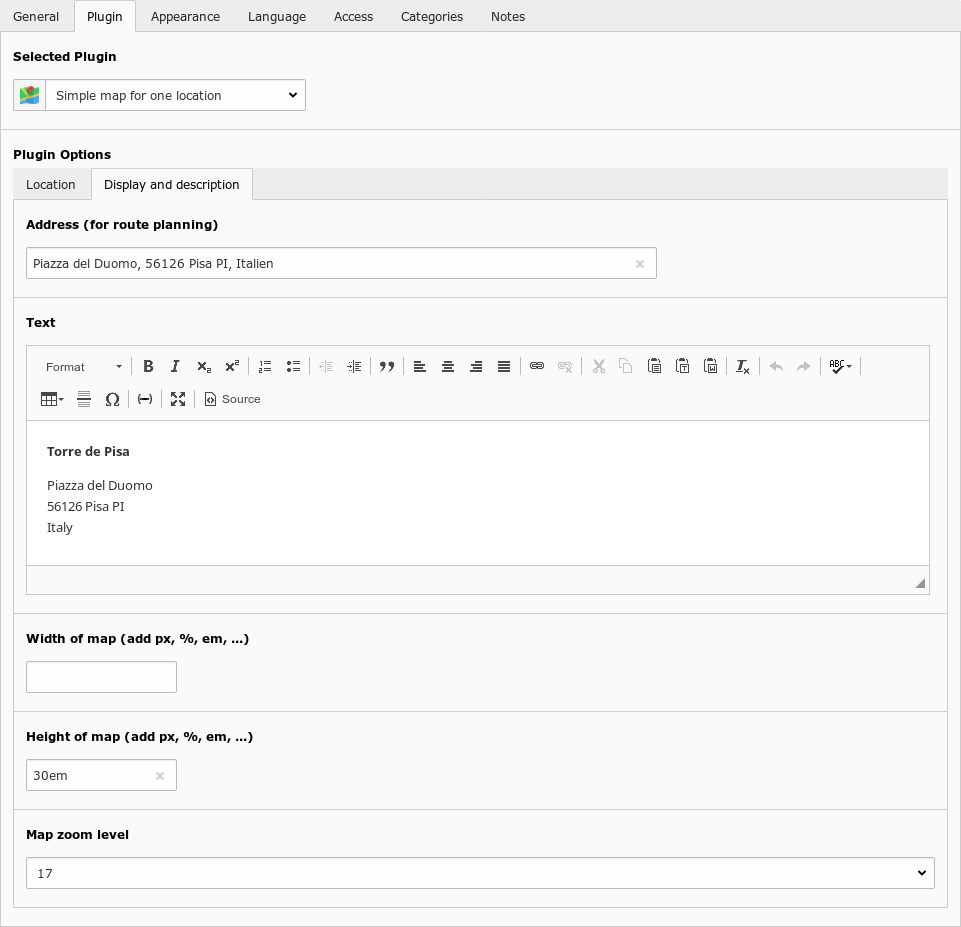 General Plugin Appearance Language Access Categories Notes
Selected Plugin
Simple map for one location
Plugin Options
Location Display and description
Address (for route planning)
Piazza del Duomo, 56126 Pisa PI, Italien
Text
Format B I x₂ x² Ω ABC
Source
Torre de Pisa
Piazza del Duomo
56126 Pisa PI
Italy
Width of map (add px, %, em, ...)
Height of map (add px, %, em, ...)
30em
Map zoom level
17